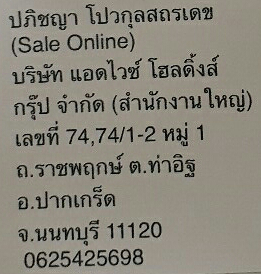 ปภิชญา โปวกุลสถรเดข
(Sale Online)
บริษัท แอดไวซ์ โฮลดิ้งส์
กรุ๊ป จำกัด (สำนักงานใหญ่)
เลขที่ 74,74/1-2 หมู่ 1
ถ.ราชพฤกษ์ ต.ท่าอิฐ
อ.ปากเกร็ด
จ.นนทบุรี 11120
0625425698